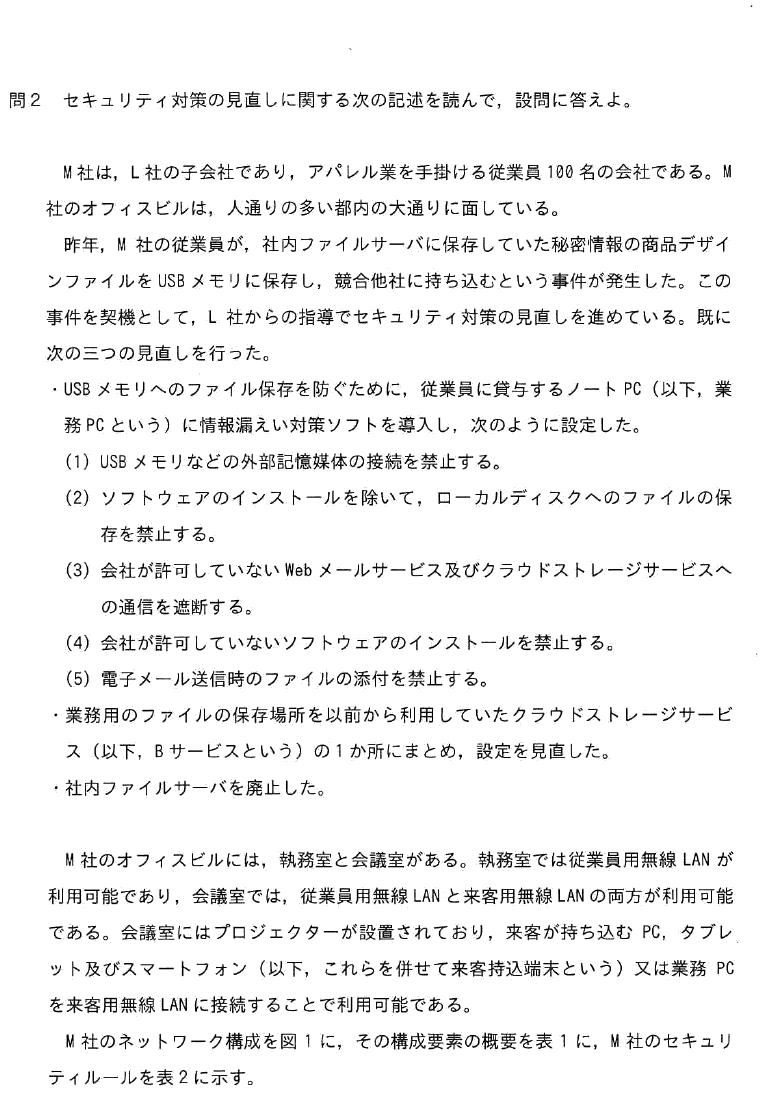 問2 セキュリティ対策の見直しに関する次の記述を読んで，設問に答えよ。
M社は，L社の子会社であり，アパレル業を手掛ける従業員100名の会社である。M
社のオフィスビルは，人通りの多い都内の大通りに面している。
昨年，M 社の従業員が，社内ファイルサーバに保存していた秘密情報の商品デザイ
ンファイルをUSBメモリに保存し，競合他社に持ち込むという事件が発生した。この
事件を契機として，L 社からの指導でセキュリティ対策の見直しを進めている。既に
次の三つの見直しを行った。
・USBメモリへのファイル保存を防ぐために，従業員に貸与するノートPC（以下，業
務PCという）に情報漏えい対策ソフトを導入し，次のように設定した。
(1) USBメモリなどの外部記憶媒体の接続を禁止する。
(2) ソフトウェアのインストールを除いて，ローカルディスクへのファイルの保
存を禁止する。
(3) 会社が許可していないWebメールサービス及びクラウドストレージサービスへ
の通信を遮断する。
(4) 会社が許可していないソフトウェアのインストールを禁止する。
(5) 電子メール送信時のファイルの添付を禁止する。
・業務用のファイルの保存場所を以前から利用していたクラウドストレージサービ
ス（以下，Bサービスという）の1か所にまとめ，設定を見直した。
・社内ファイルサーバを廃止した。
M社のオフィスビルには，執務室と会議室がある。執務室では従業員用無線LANが
利用可能であり，会議室では，従業員用無線LANと来客用無線LANの両方が利用可能
である。会議室にはプロジェクターが設置されており，来客が持ち込む PC，タブレ
ット及びスマートフォン（以下，これらを併せて来客持込端末という）又は業務 PC
を来客用無線LANに接続することで利用可能である。
M社のネットワーク構成を図1に，その構成要素の概要を表1に，M社のセキュリ
ティルールを表2に示す。